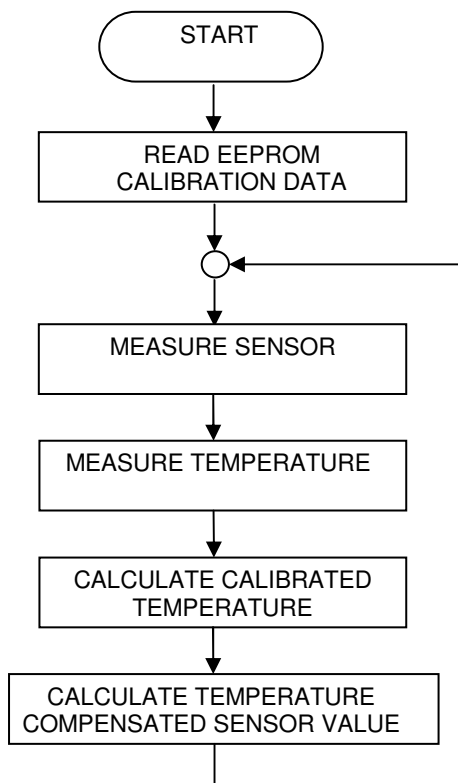 START
READ EEPROM
CALIBRATION DATA
MEASURE SENSOR
MEASURE TEMPERATURE
CALCULATE CALIBRATED
TEMPERATURE
CALCULATE TEMPERATURE
COMPENSATED SENSOR VALUE